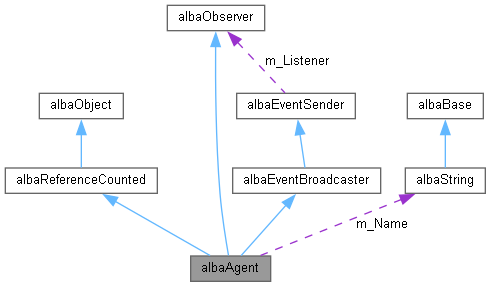 albaObserver
m_Listener
albaObject
albaEventSender
albaBase
albaReferenceCounted
albaEventBroadcaster
albaString
m_Name
albaAgent